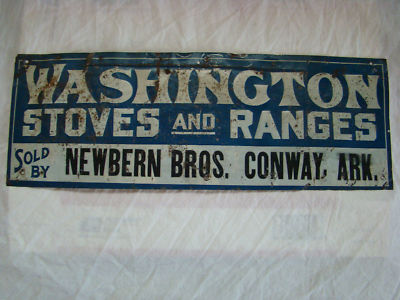 WASHINGTON
STOVES AND RANGES
SOLD BY NEWBERN BROS. CONWAY, ARK.